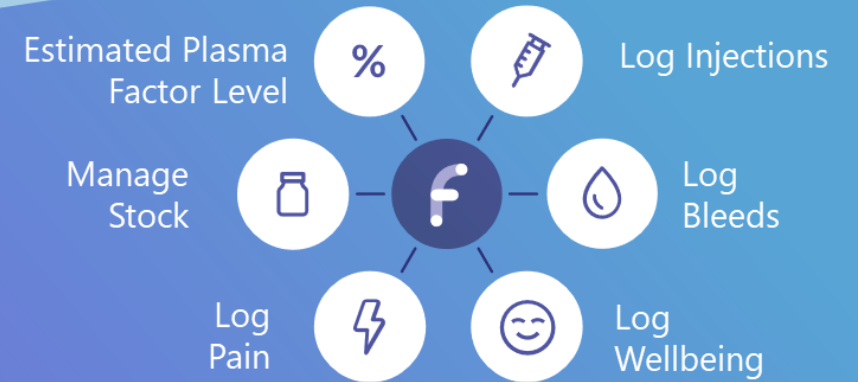 Estimated Plasma
Factor Level
%
Log Injections
Manage
Stock
F
Log
Bleeds
Log
Pain
Log
Wellbeing